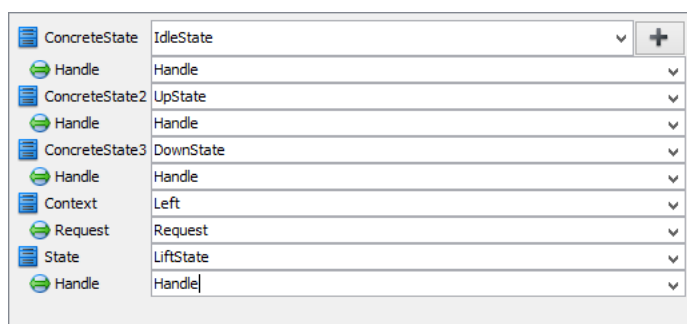 ConcreteState IdleState
Handle Handle
ConcreteState2 UpState
Handle Handle
ConcreteState3 DownState
Handle Handle
Context Left
Request Request
State LiftState
Handle Handle